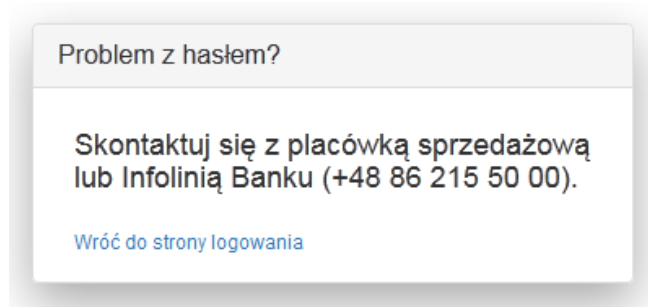 Problem z hasłem?
Skontaktuj się z placówką sprzedażową
lub Infolinią Banku (+48 86 215 50 00).
Wróć do strony logowania